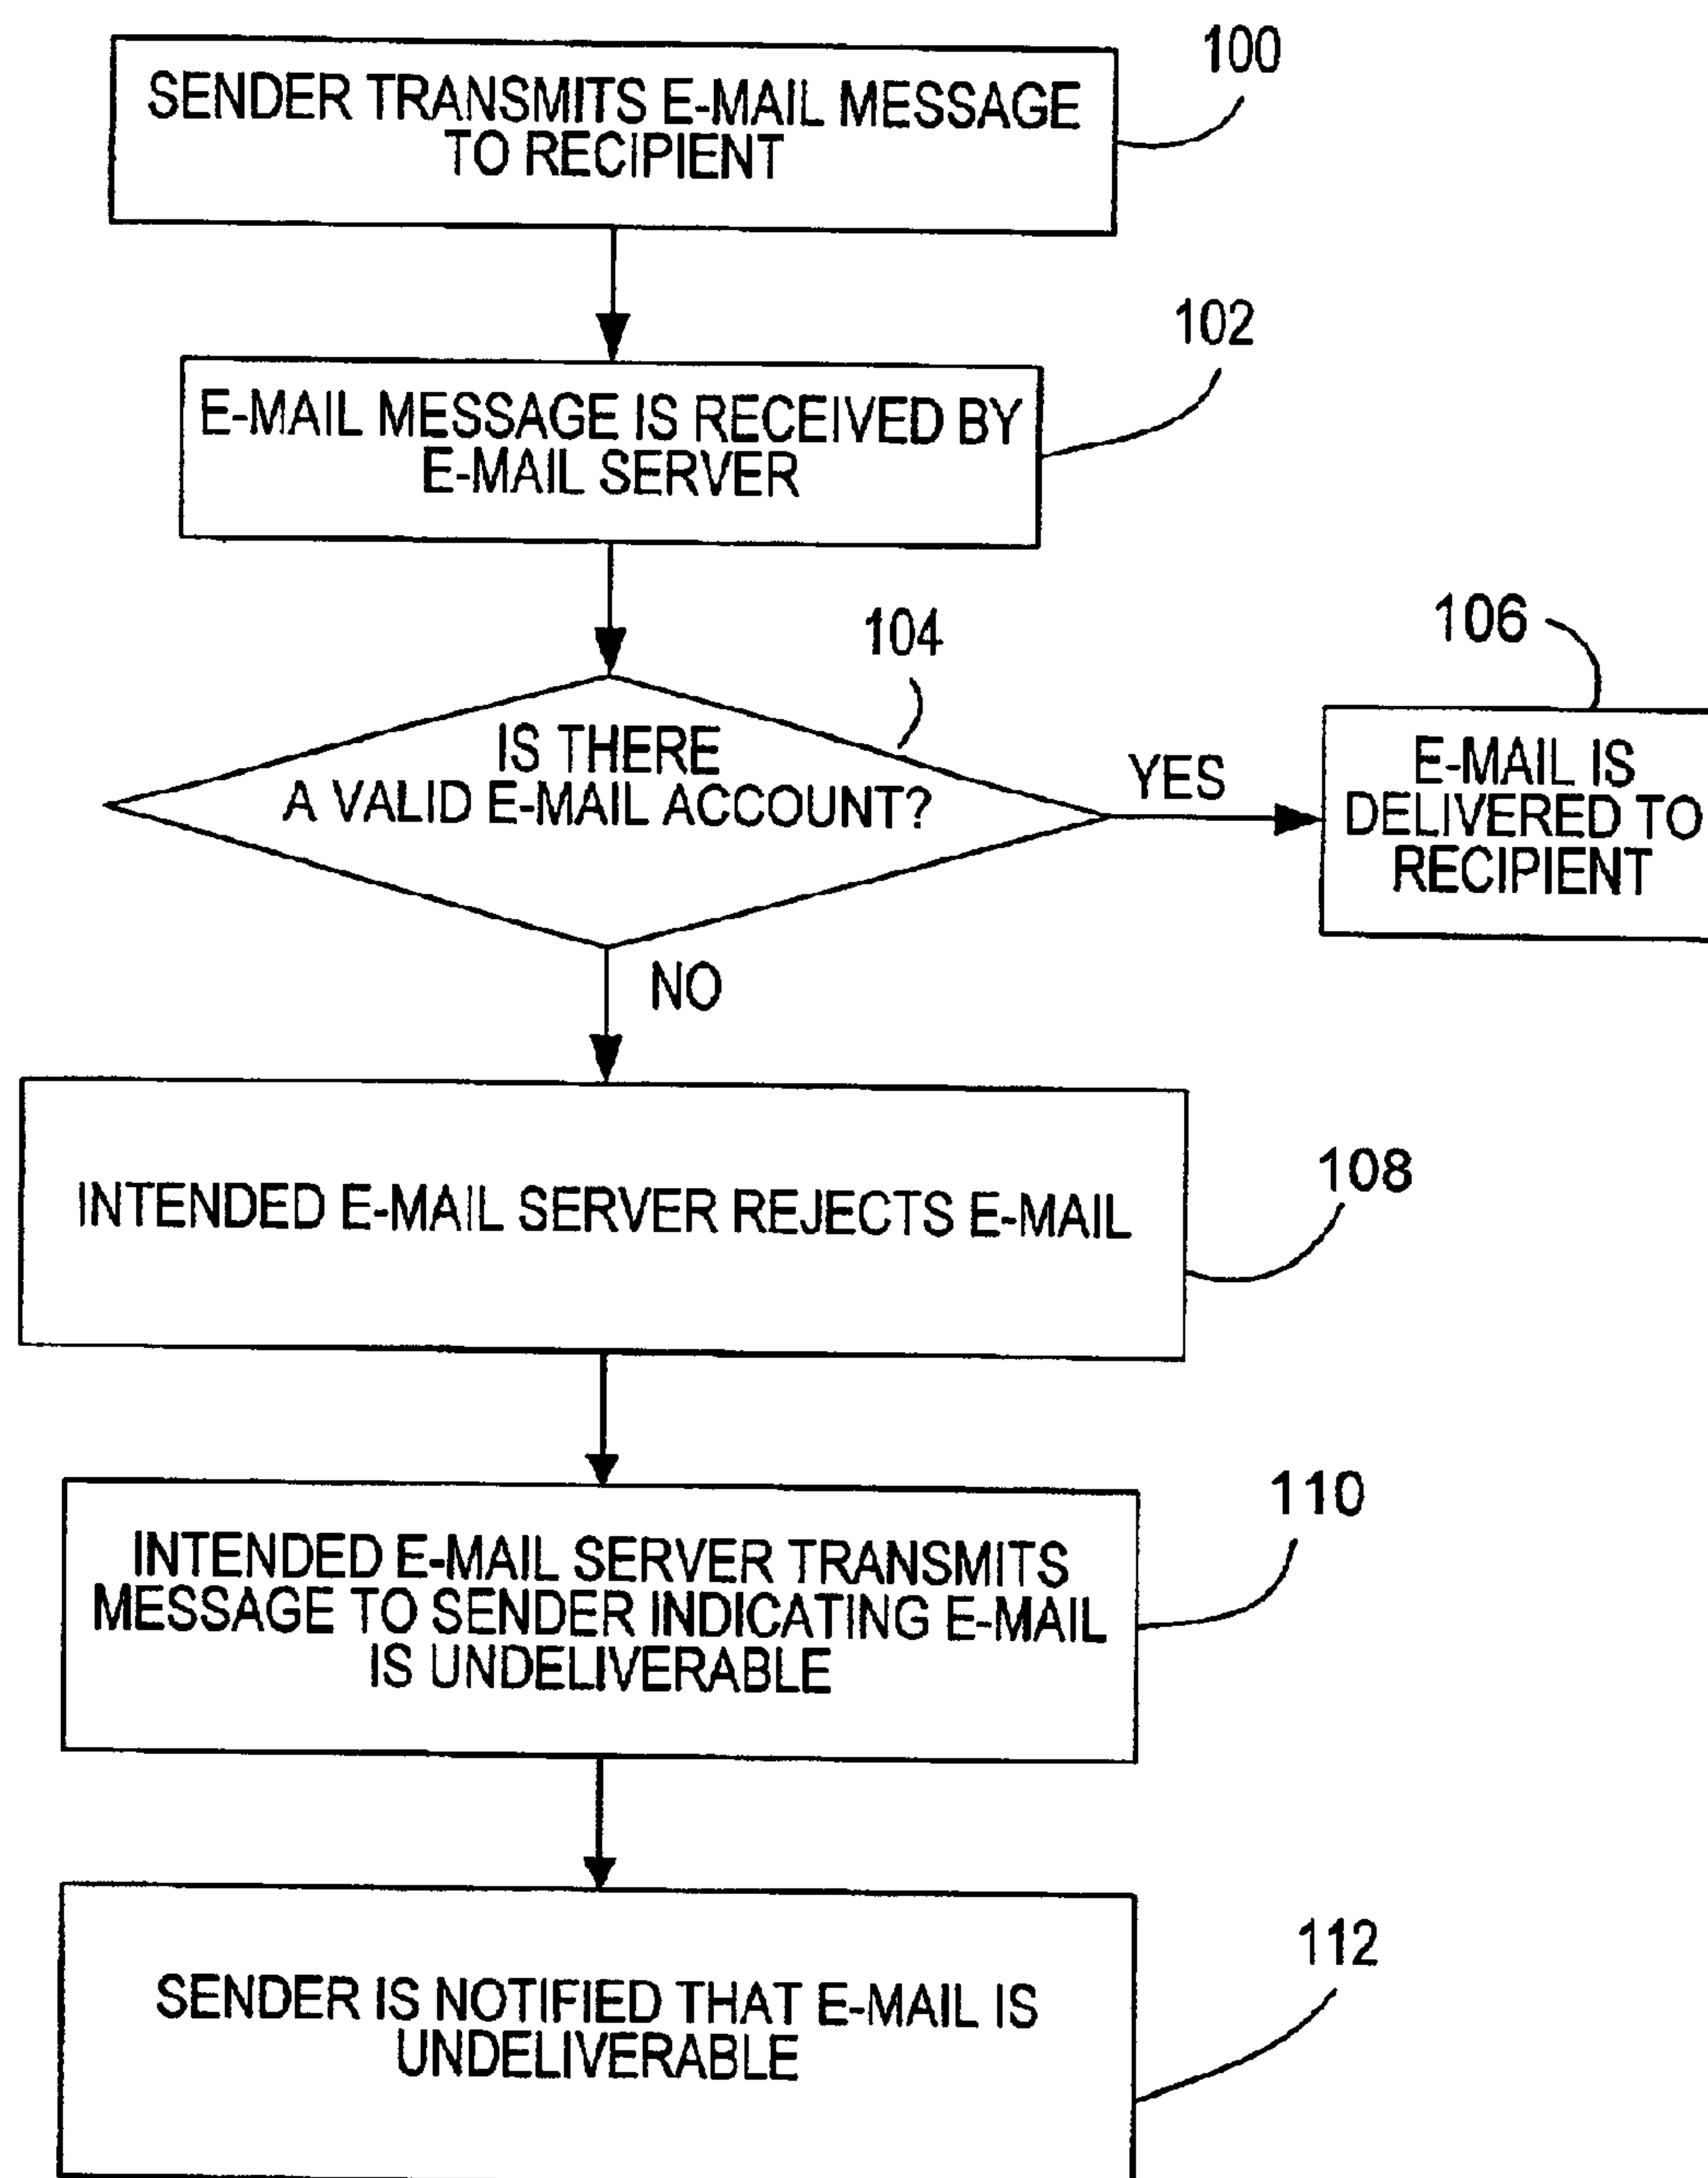 100
SENDER TRANSMITS E-MAIL MESSAGE
TO RECIPIENT
102
E-MAIL MESSAGE IS RECEIVED BY
E-MAIL SERVER
104
IS THERE
A VALID E-MAIL ACCOUNT?
YES
106
E-MAIL IS
DELIVERED TO
RECIPIENT
NO
INTENDED E-MAIL SERVER REJECTS E-MAIL
108
INTENDED E-MAIL SERVER TRANSMITS
MESSAGE TO SENDER INDICATING E-MAIL
IS UNDELIVERABLE
110
SENDER IS NOTIFIED THAT E-MAIL IS
UNDELIVERABLE
112